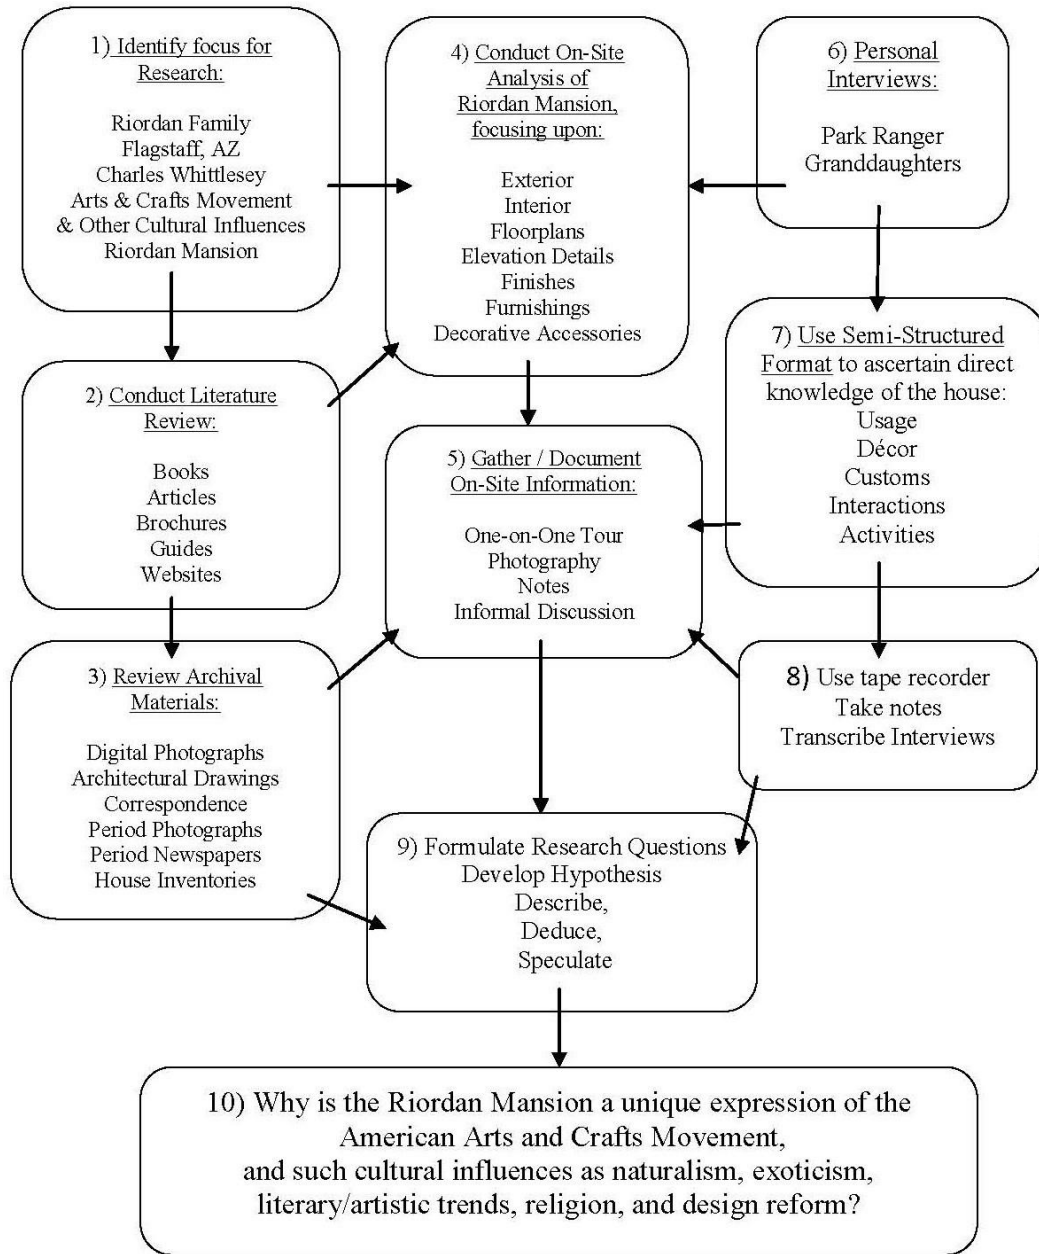 1) Identify focus for
Research:
Riordan Family
Flagstaff, AZ
Charles Whittlesey
Arts & Crafts Movement
& Other Cultural Influences
Riordan Mansion
2) Conduct Literature
Review:
Books
Articles
Brochures
Guides
Websites
3) Review Archival
Materials:
Digital Photographs
Architectural Drawings
Correspondence
Period Photographs
Period Newspapers
House Inventories
4) Conduct On-Site
Analysis of
Riordan Mansion,
focusing upon:
Exterior
Interior
Floorplans
Elevation Details
Finishes
Furnishings
Decorative Accessories
5) Gather / Document
On-Site Information:
One-on-One Tour
Photography
Notes
Informal Discussion
6) Personal
Interviews:
Park Ranger
Granddaughters
7) Use Semi-Structured
Format to ascertain direct
knowledge of the house:
Usage
Décor
Customs
Interactions
Activities
8) Use tape recorder
Take notes
Transcribe Interviews
9) Formulate Research Questions
Develop Hypothesis
Describe,
Deduce,
Speculate
10) Why is the Riordan Mansion a unique expression of the
American Arts and Crafts Movement,
and such cultural influences as naturalism, exoticism,
literary/artistic trends, religion, and design reform?